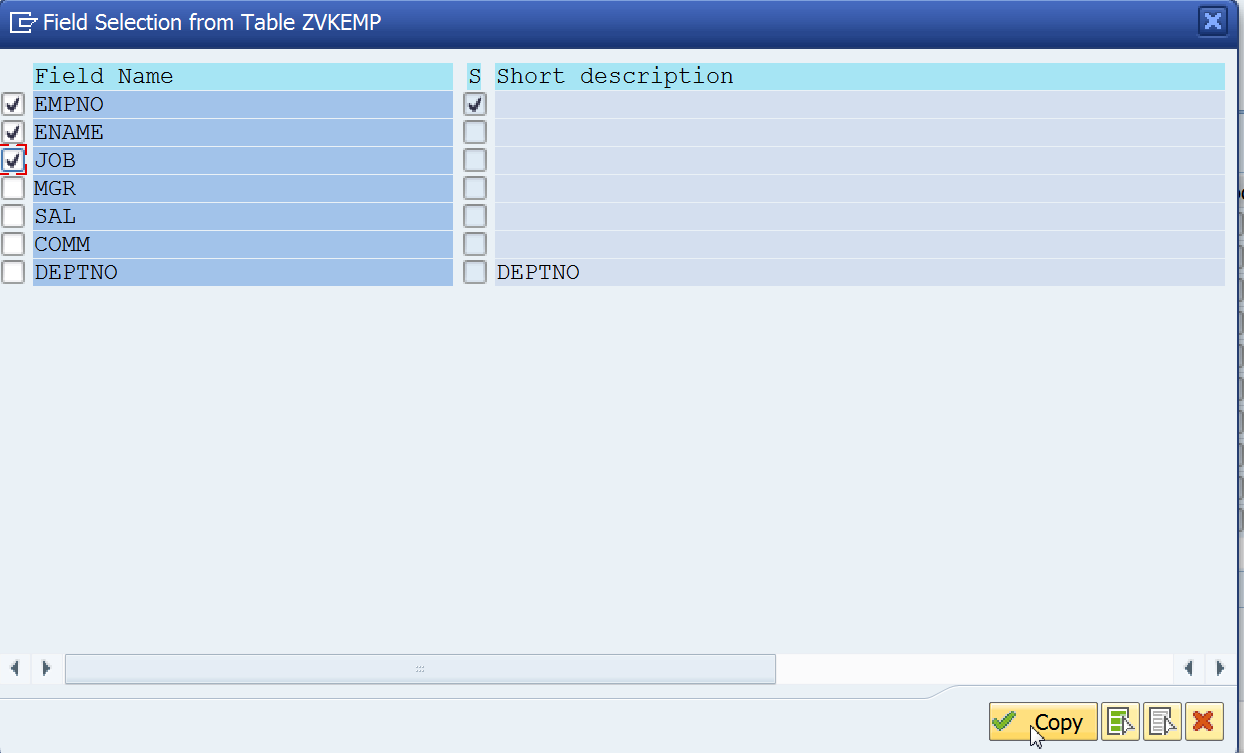 Field Selection from Table ZVKEMP
Field Name S Short description
EMPNO
ENAME
JOB
MGR
SAL
COMM
DEPTNO DEPTNO
Copy